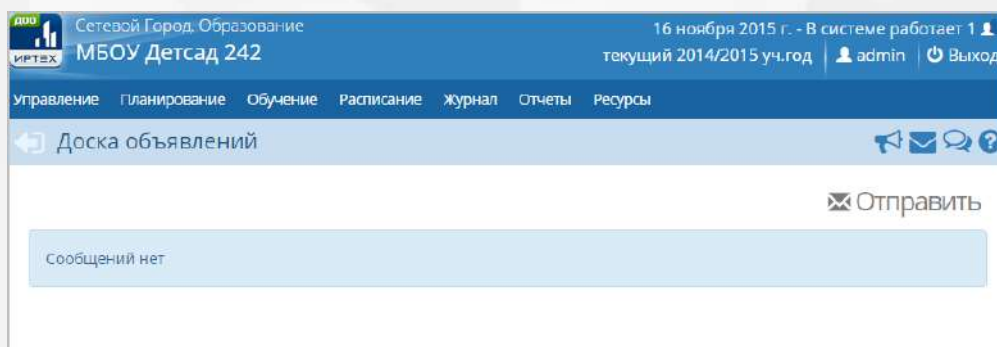 ДОО
ИРТЕХ
Сетевой Город. Образование
МБОУ Детсад 242
16 ноября 2015 г. - В системе работает 1
текущий 2014/2015 уч.год admin Выход
Управление Планирование Обучение Расписание Журнал Отчеты Ресурсы
Доска объявлений
Отправить
Сообщений нет